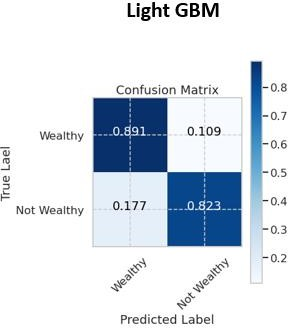 Light GBM
Confusion Matrix
True Lael
Wealthy
0.891
0.109
Not Wealthy
0.177
0.823
Wealthy
Not Wealthy
Predicted Label
0.8
0.7
0.6
0.5
0.4
0.3
0.2